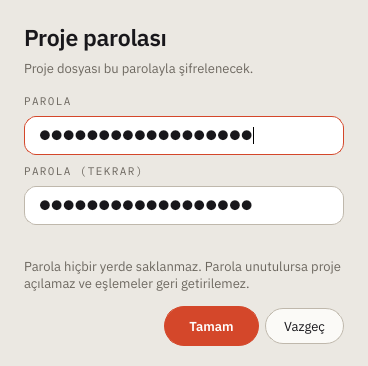 Proje parolası
Proje dosyası bu parolayla şifrelenecek.
PAROLA
●●●●●●●●●●●●●●●●●●
PAROLA (TEKRAR)
●●●●●●●●●●●●●●●●●●
Parola hiçbir yerde saklanmaz. Parola unutulursa proje
açılamaz ve eşlemeler geri getirilemez.
Tamam
Vazgeç